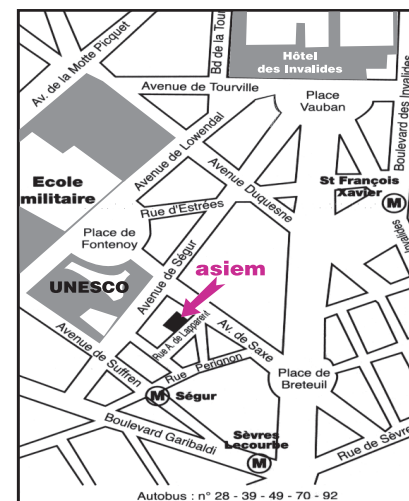 Av. de la Motte Picquet
Bd de la Tour
Hôtel
des Invalides
Avenue de Tourville
Place
Vauban
Boulevard des Invalides
Avenue de Lowendal
Avenue Duquesne
St François
Xavier
M
Invalides
Ecole
militaire
Rue d'Estrées
Place de
Fontenoy
Avenue de Ségur
asiem
UNESCO
Rue A. de Lapparent
Av. de Saxe
Avenue de Suffren
Rue Perignon
Place de
Breteuil
M Ségur
Boulevard Garibaldi
Sèvres
Lecourbe
M
Rue de Sèvres
Autobus : n° 28 - 39 - 49 - 70 - 92